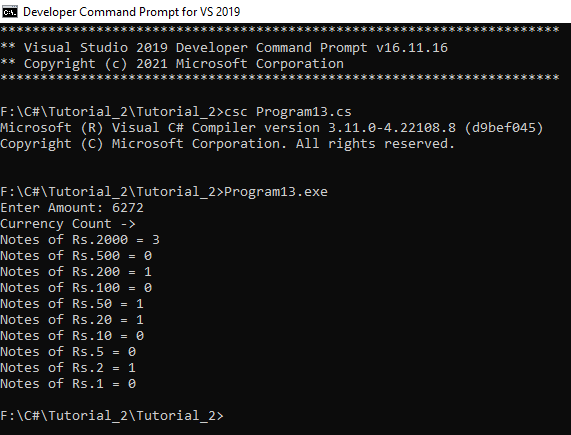 Developer Command Prompt for VS 2019
**********************************************************************
** Visual Studio 2019 Developer Command Prompt v16.11.16
** Copyright (c) 2021 Microsoft Corporation
**********************************************************************
F:\C#\Tutorial_2\Tutorial_2>csc Program13.cs
Microsoft (R) Visual C# Compiler version 3.11.0-4.22108.8 (d9bef045)
Copyright (C) Microsoft Corporation. All rights reserved.
F:\C#\Tutorial_2\Tutorial_2>Program13.exe
Enter Amount: 6272
Currency Count ->
Notes of Rs.2000 = 3
Notes of Rs.500 = 0
Notes of Rs.200 = 1
Notes of Rs.100 = 0
Notes of Rs.50 = 1
Notes of Rs.20 = 1
Notes of Rs.10 = 0
Notes of Rs.5 = 0
Notes of Rs.2 = 1
Notes of Rs.1 = 0
F:\C#\Tutorial_2\Tutorial_2>